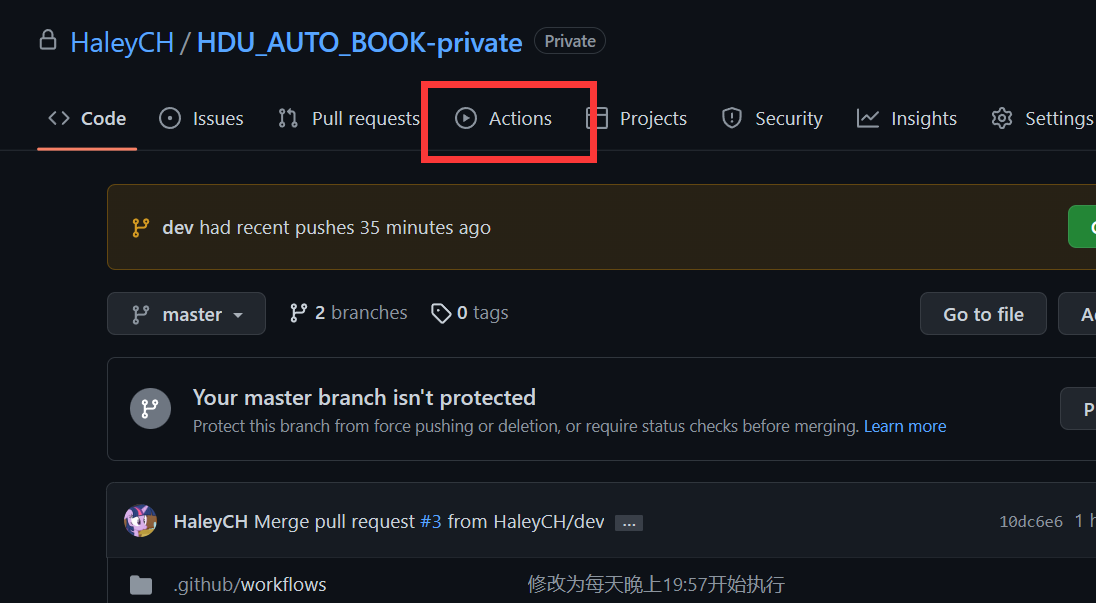 HaleyCH / HDU_AUTO_BOOK-private Private
Code Issues Pull requests Actions Projects Security Insights Settings
dev had recent pushes 35 minutes ago
master 2 branches 0 tags Go to file
Your master branch isn't protected
Protect this branch from force pushing or deletion, or require status checks before merging. Learn more
HaleyCH Merge pull request #3 from HaleyCH/dev ... 10dc6e6 1
.github/workflows 修改为每天晚上19:57开始执行